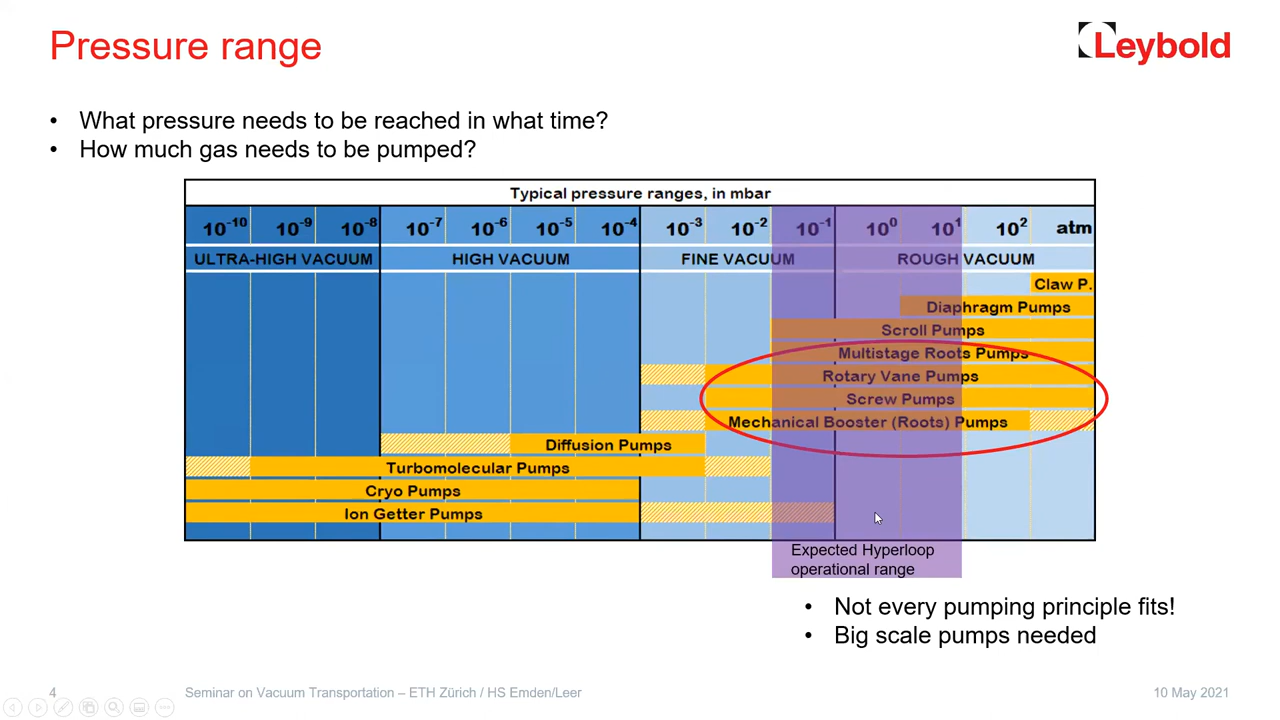 Pressure range
Leybold
• What pressure needs to be reached in what time?
• How much gas needs to be pumped?
Typical pressure ranges, in mbar
10⁻¹⁰ 10⁻⁹ 10⁻⁸ 10⁻⁷ 10⁻⁶ 10⁻⁵ 10⁻⁴ 10⁻³ 10⁻² 10⁻¹ 10⁰ 10¹ 10² atm
ULTRA-HIGH VACUUM HIGH VACUUM FINE VACUUM ROUGH VACUUM
Claw P.
Diaphragm Pumps
Scroll Pumps
Multistage Roots Pumps
Rotary Vane Pumps
Screw Pumps
Mechanical Booster (Roots) Pumps
Diffusion Pumps
Turbomolecular Pumps
Cryo Pumps
Ion Getter Pumps
Expected Hyperloop
operational range
• Not every pumping principle fits!
• Big scale pumps needed
4 Seminar on Vacuum Transportation – ETH Zürich / HS Emden/Leer 10 May 2021